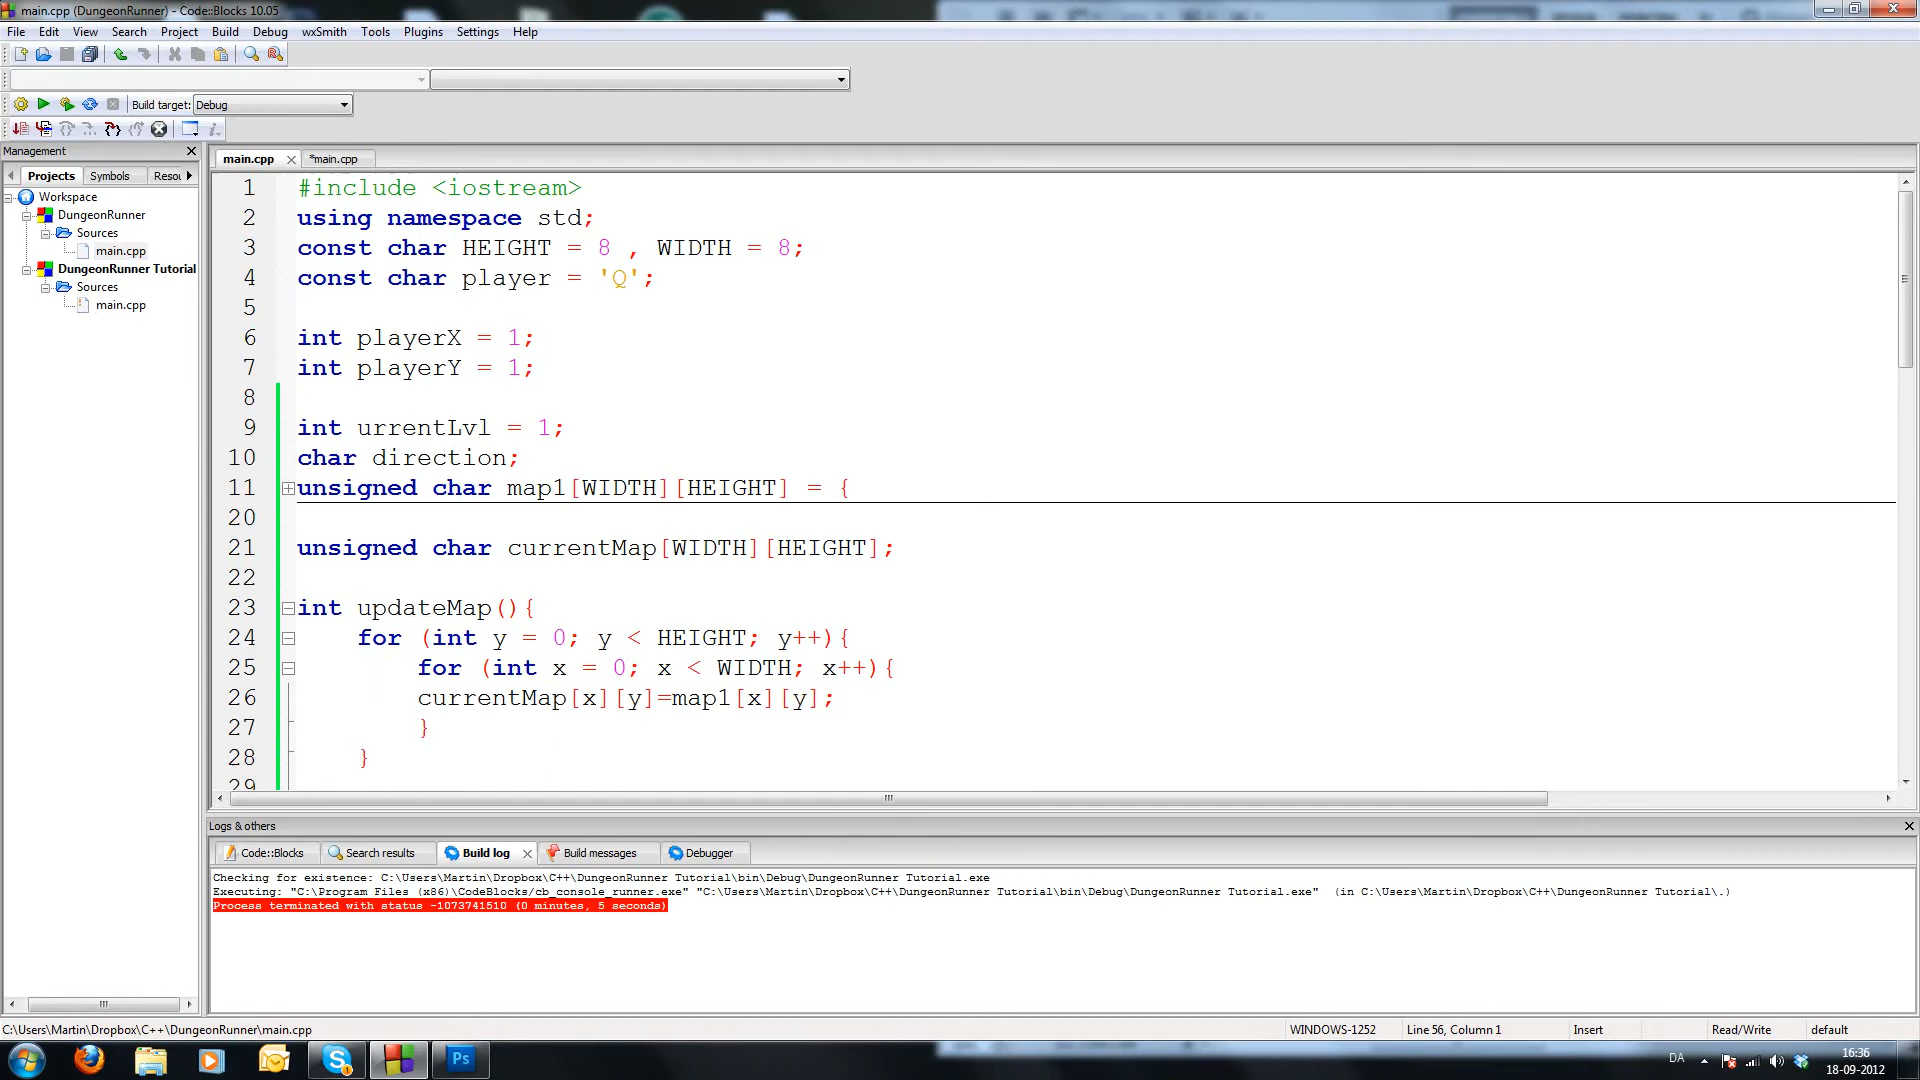 main.cpp (DungeonRunner) - Code::Blocks 10.05
File Edit View Search Project Build Debug wxSmith Tools Plugins Settings Help
Build target: Debug
Management
Projects Symbols Resou
Workspace
DungeonRunner
Sources
main.cpp
DungeonRunner Tutorial
Sources
main.cpp
main.cpp *main.cpp
1 #include <iostream>
2 using namespace std;
3 const char HEIGHT = 8 , WIDTH = 8;
4 const char player = 'Q';
5
6 int playerX = 1;
7 int playerY = 1;
8
9 int urrentLvl = 1;
10 char direction;
11 unsigned char map1[WIDTH][HEIGHT] = {
20
21 unsigned char currentMap[WIDTH][HEIGHT];
22
23 int updateMap(){
24 for (int y = 0; y < HEIGHT; y++){
25 for (int x = 0; x < WIDTH; x++){
26 currentMap[x][y]=map1[x][y];
27 }
28 }
29
Logs & others
Code::Blocks Search results Build log Build messages Debugger
Checking for existence: C:\Users\Martin\Dropbox\C++\DungeonRunner Tutorial\bin\Debug\DungeonRunner Tutorial.exe
Executing: "C:\Program Files (x86)\CodeBlocks/cb_console_runner.exe" "C:\Users\Martin\Dropbox\C++\DungeonRunner Tutorial\bin\Debug\DungeonRunner Tutorial.exe"  (in C:\Users\Martin\Dropbox\C++\DungeonRunner Tutorial\.)
Process terminated with status -1073741510 (0 minutes, 5 seconds)
C:\Users\Martin\Dropbox\C++\DungeonRunner\main.cpp WINDOWS-1252 Line 56, Column 1 Insert Read/Write default
Ps DA 16:36
18-09-2012